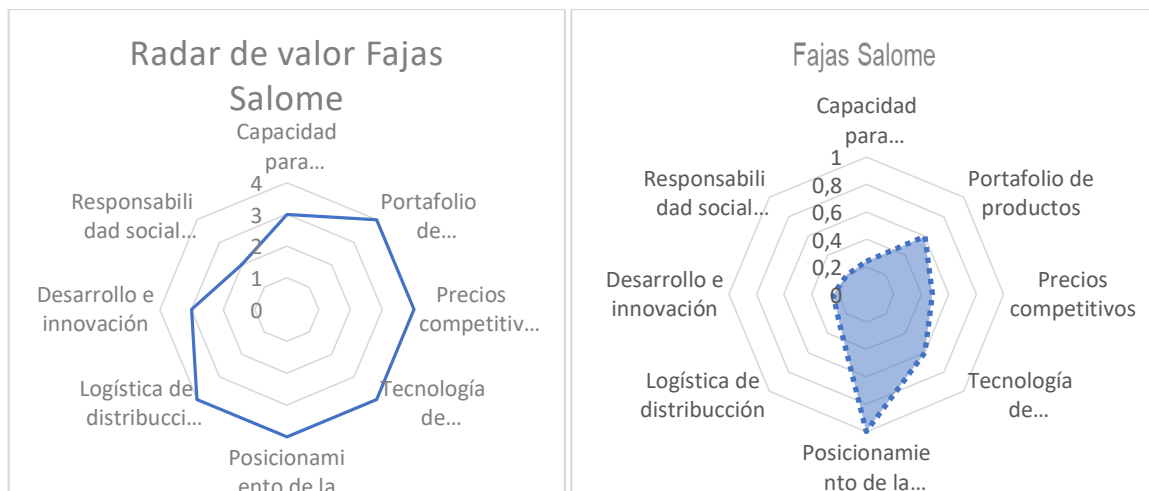 Radar de valor Fajas
Salome
Capacidad
para...
4
3
2
1
0
Portafolio
de...
Precios
competitiv...
Tecnología
de...
Posicionami
ento de la
Logística de
distribucci...
Desarrollo e
innovación
Responsabili
dad social...
Fajas Salome
Capacidad
para...
1
0,8
0,6
0,4
0,2
0
Portafolio de
productos
Precios
competitivos
Tecnología
de...
Posicionamie
nto de la...
Logística de
distribucción
Desarrollo e
innovación
Responsabili
dad social...